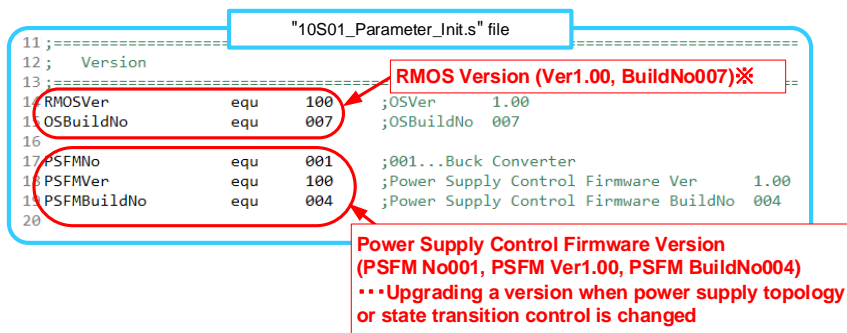 "10S01_Parameter_Init.s" file
11 ;==============================================================================
12 ;   Version
13 ;==============================================================================
RMOS Version (Ver1.00, BuildNo007)※
14 RMOSVer          equ    100    ;OSVer     1.00
15 OSBuildNo        equ    007    ;OSBuildNo  007
16
17 PSFMNo           equ    001    ;001...Buck Converter
18 PSFMVer          equ    100    ;Power Supply Control Firmware Ver      1.00
19 PSFMBuildNo      equ    004    ;Power Supply Control Firmware BuildNo  004
20
Power Supply Control Firmware Version
(PSFM No001, PSFM Ver1.00, PSFM BuildNo004)
・・・Upgrading a version when power supply topology
or state transition control is changed